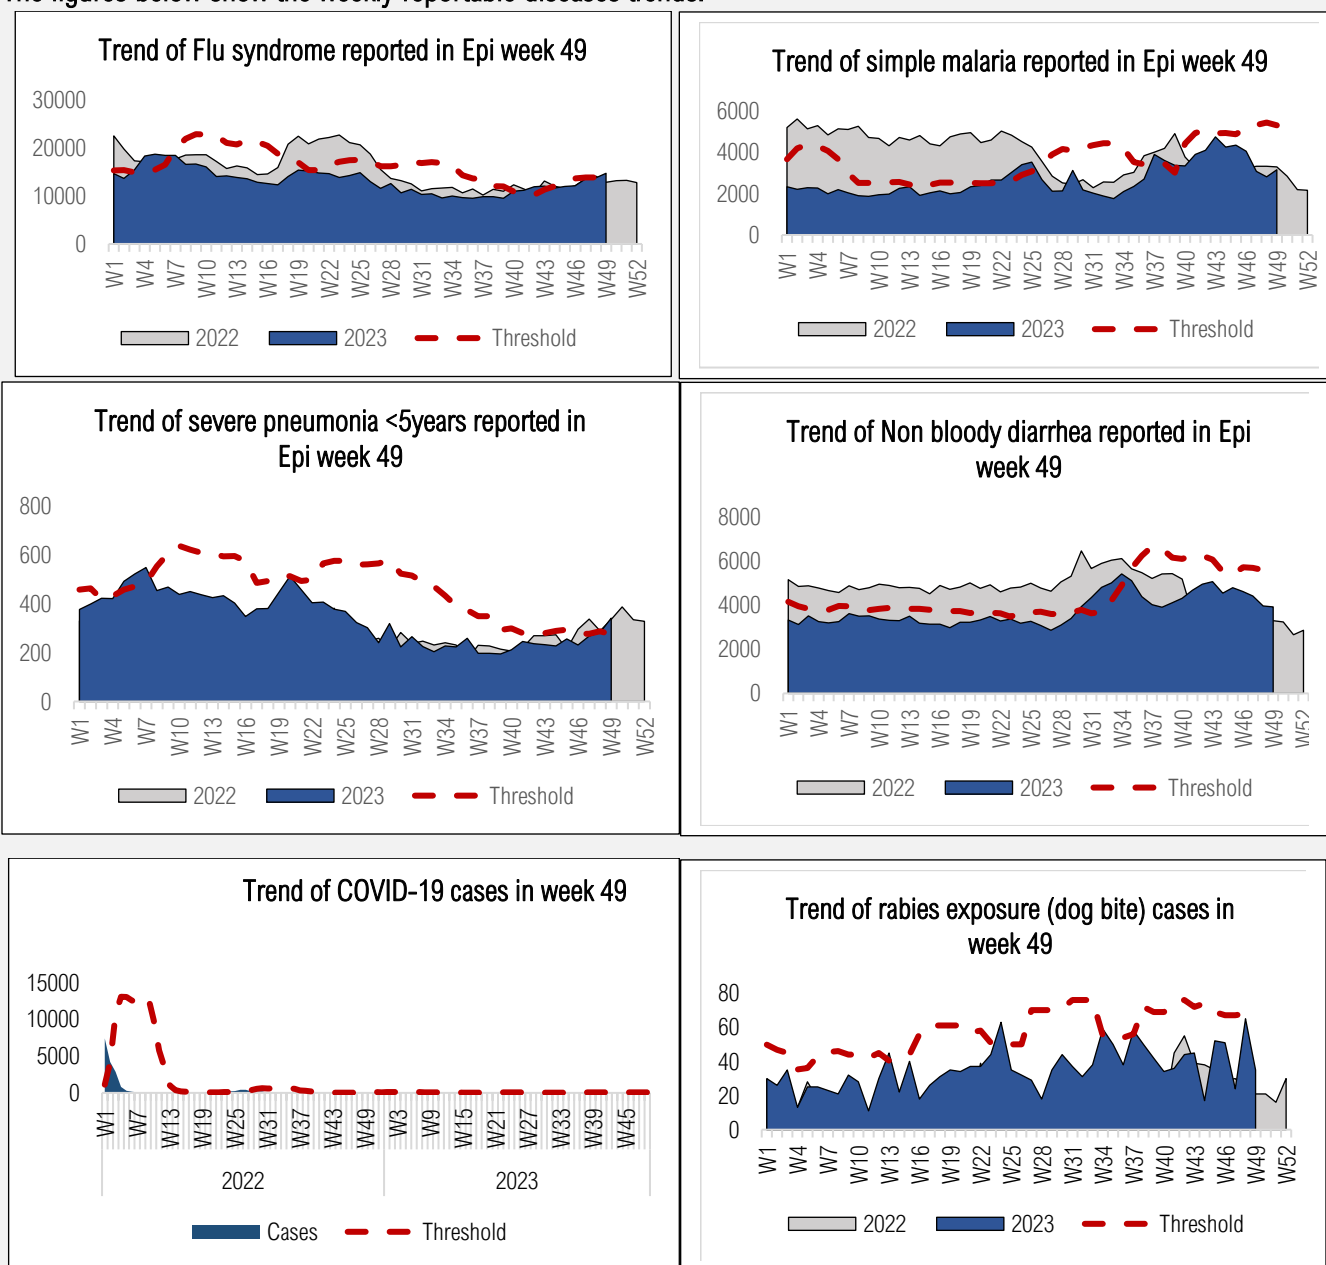 The figures below show the weekly reportable diseases trends.
Trend of Flu syndrome reported in Epi week 49
30000
20000
10000
0
W1 W4 W7 W10 W13 W16 W19 W22 W25 W28 W31 W34 W37 W40 W43 W46 W49 W52
2022 2023 Threshold
Trend of simple malaria reported in Epi week 49
6000
4000
2000
0
W1 W4 W7 W10 W13 W16 W19 W22 W25 W28 W31 W34 W37 W40 W43 W46 W49 W52
2022 2023 Threshold
Trend of severe pneumonia <5years reported in
Epi week 49
800
600
400
200
0
W1 W4 W7 W10 W13 W16 W19 W22 W25 W28 W31 W34 W37 W40 W43 W46 W49 W52
2022 2023 Threshold
Trend of Non bloody diarrhea reported in Epi
week 49
8000
6000
4000
2000
0
W1 W4 W7 W10 W13 W16 W19 W22 W25 W28 W31 W34 W37 W40 W43 W46 W49 W52
2022 2023 Threshold
Trend of COVID-19 cases in week 49
15000
10000
5000
0
W1 W7 W13 W19 W25 W31 W37 W43 W49 W3 W9 W15 W21 W27 W33 W39 W45
2022 2023
Cases Threshold
Trend of rabies exposure (dog bite) cases in
week 49
80
60
40
20
0
W1 W4 W7 W10 W13 W16 W19 W22 W25 W28 W31 W34 W37 W40 W43 W46 W49 W52
2022 2023 Threshold